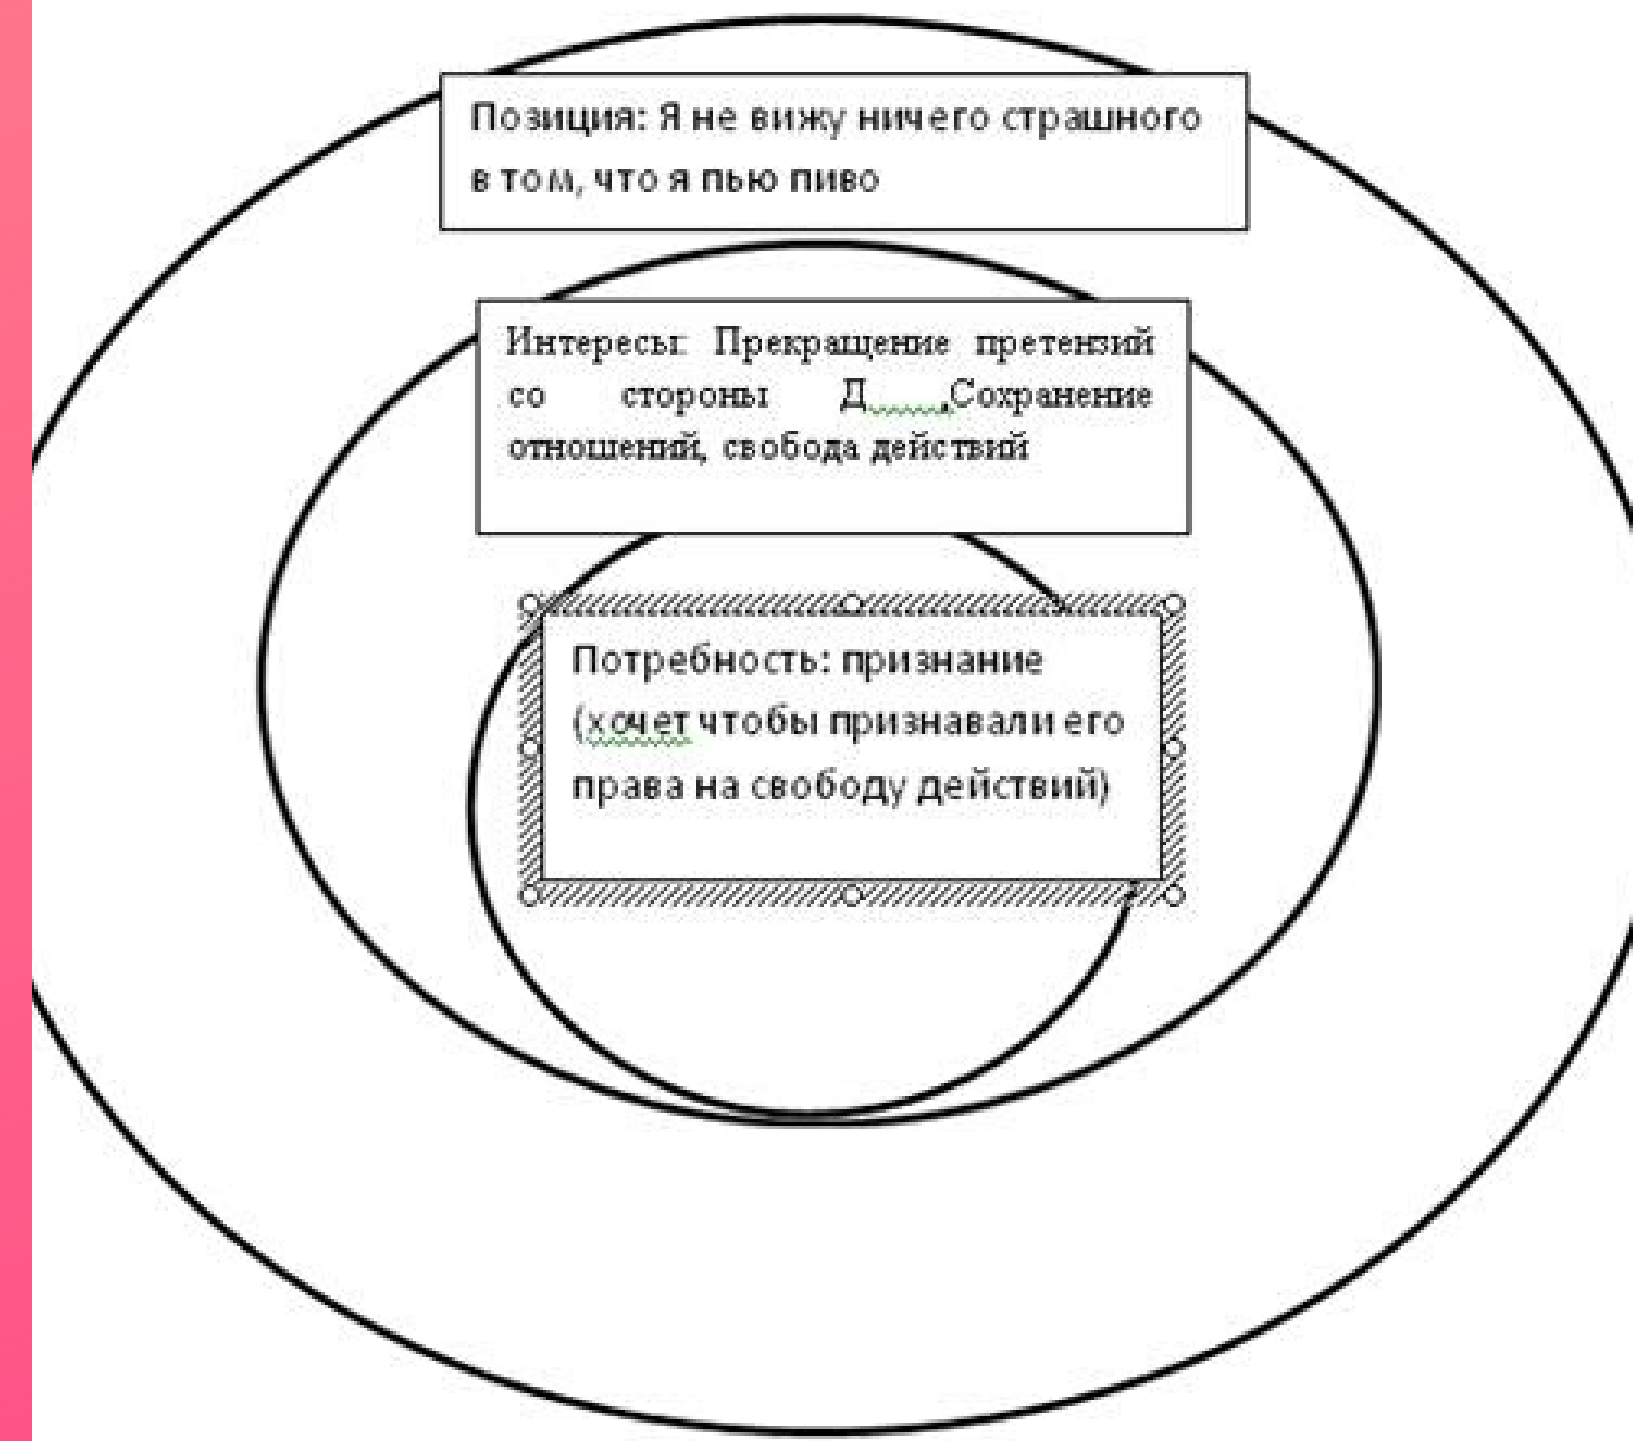 Позиция: Я не вижу ничего страшного
в том, что я пью пиво
Интересы: Прекращение претензий
со стороны Д ,Сохранение
отношений, свобода действий
Потребность: признание
(хочет чтобы признавали его
права на свободу действий)